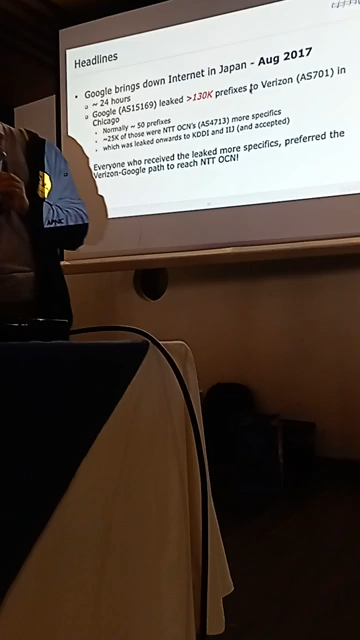 Headlines
• Google brings down Internet in Japan - Aug 2017
o ~ 24 hours
o Google (AS15169) leaked >130K prefixes to Verizon (AS701) in
Chicago
• Normally ~ 50 prefixes
• ~25K of those were NTT OCN's (AS4713) more specifics
• which was leaked onwards to KDDI and IIJ (and accepted)
Everyone who received the leaked more specifics, preferred the
Verizon-Google path to reach NTT OCN!
APNIC